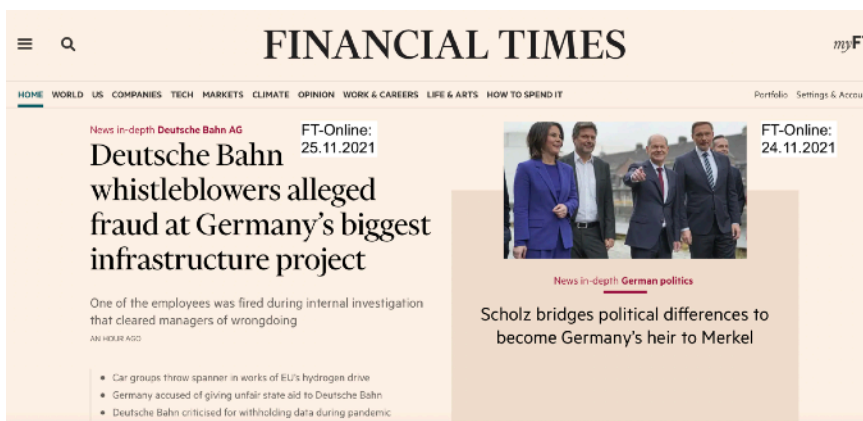 FINANCIAL TIMES
myF
HOME WORLD US COMPANIES TECH MARKETS CLIMATE OPINION WORK & CAREERS LIFE & ARTS HOW TO SPEND IT
Portfolio Settings & Accou
News in-depth Deutsche Bahn AG
FT-Online:
25.11.2021
Deutsche Bahn
whistleblowers alleged
fraud at Germany's biggest
infrastructure project
One of the employees was fired during internal investigation
that cleared managers of wrongdoing
AN HOUR AGO
• Car groups throw spanner in works of EU's hydrogen drive
• Germany accused of giving unfair state aid to Deutsche Bahn
• Deutsche Bahn criticised for withholding data during pandemic
FT-Online:
24.11.2021
News in-depth German politics
Scholz bridges political differences to
become Germany's heir to Merkel